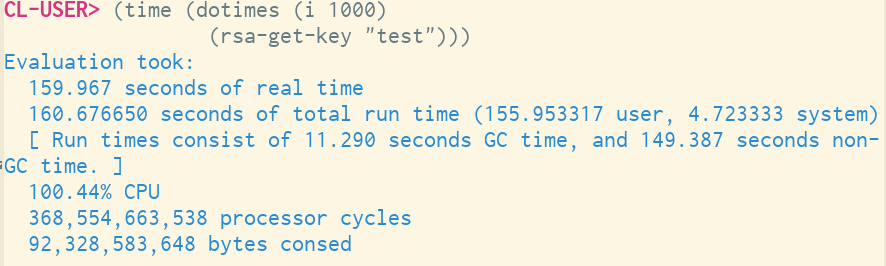 CL-USER> (time (dotimes (i 1000)
(rsa-get-key "test")))
Evaluation took:
159.967 seconds of real time
160.676650 seconds of total run time (155.953317 user, 4.723333 system)
[ Run times consist of 11.290 seconds GC time, and 149.387 seconds non-
GC time. ]
100.44% CPU
368,554,663,538 processor cycles
92,328,583,648 bytes consed